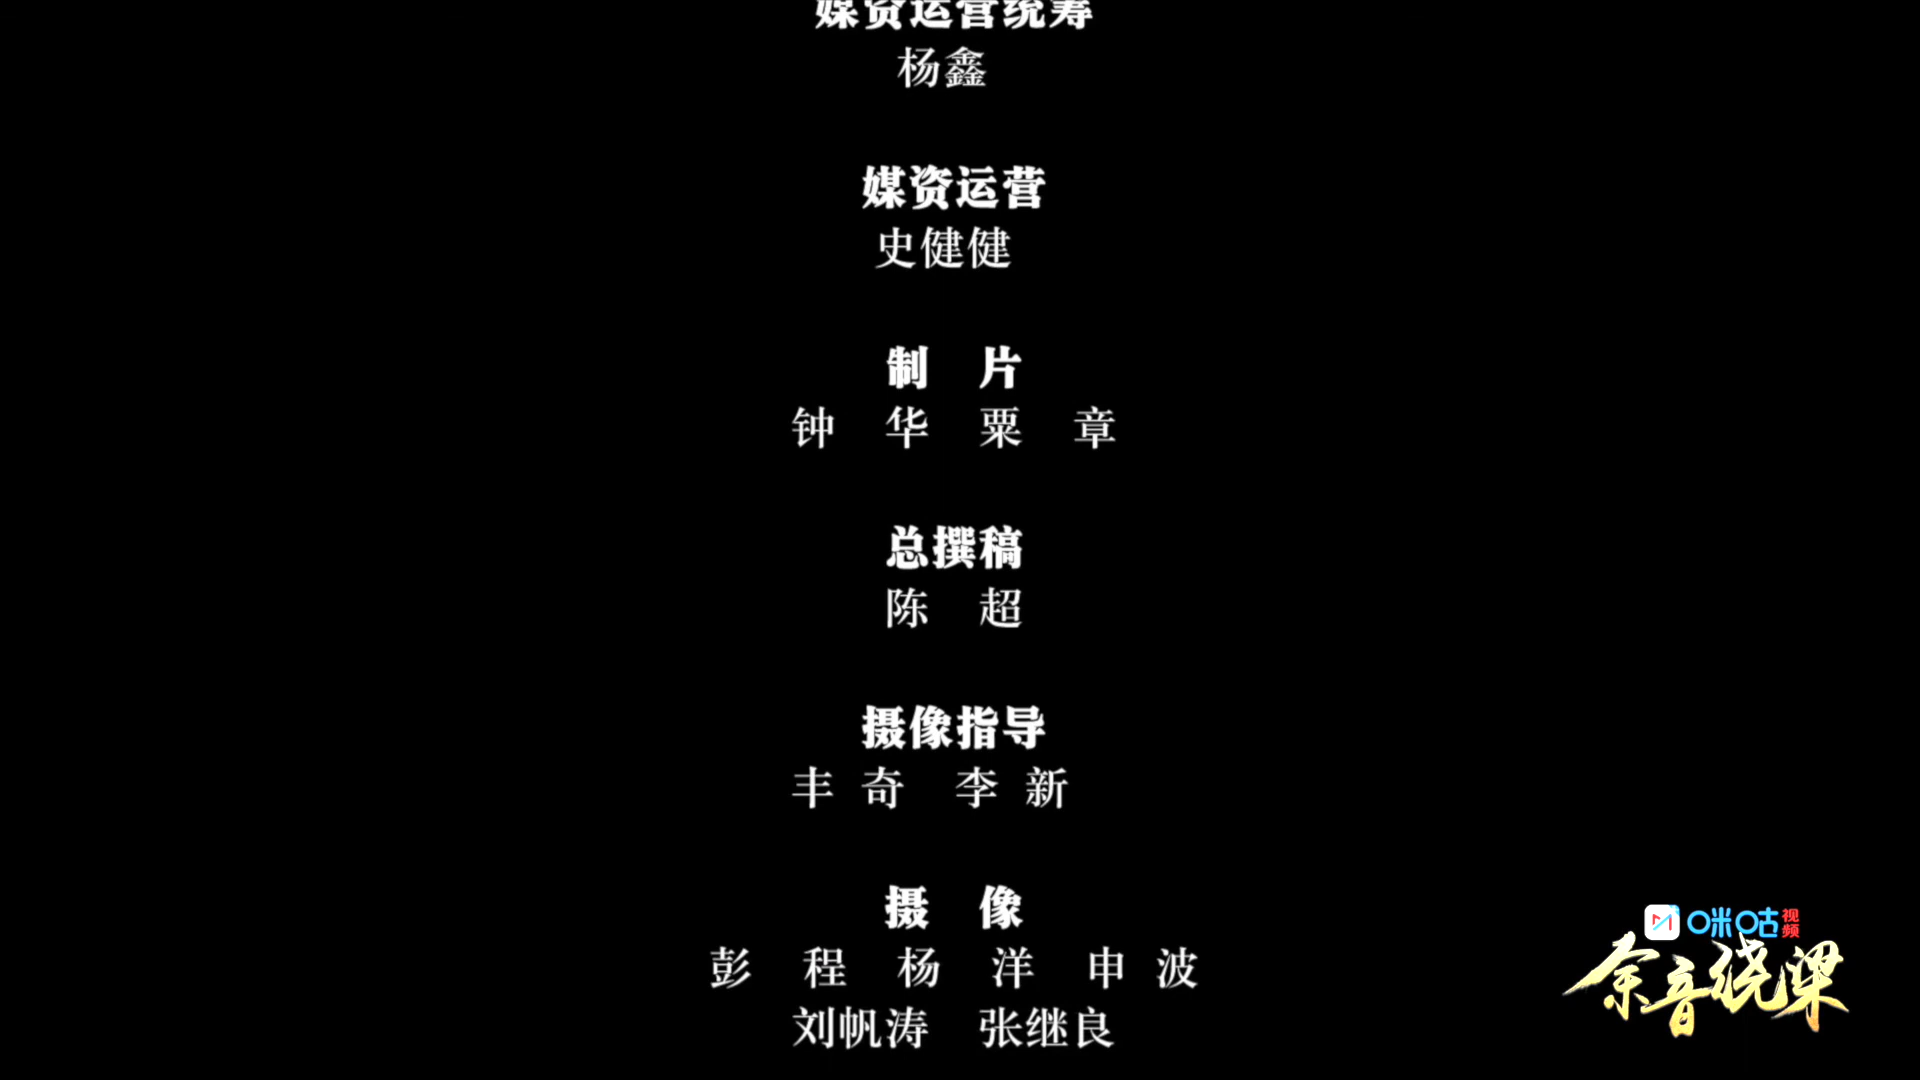 媒资运营统筹
杨鑫
媒资运营
史健健
制 片
钟 华 粟 章
总撰稿
陈 超
摄像指导
丰 奇 李 新
摄 像
彭 程 杨 洋 申 波
刘帆涛 张继良
咪咕视频
余音绕梁